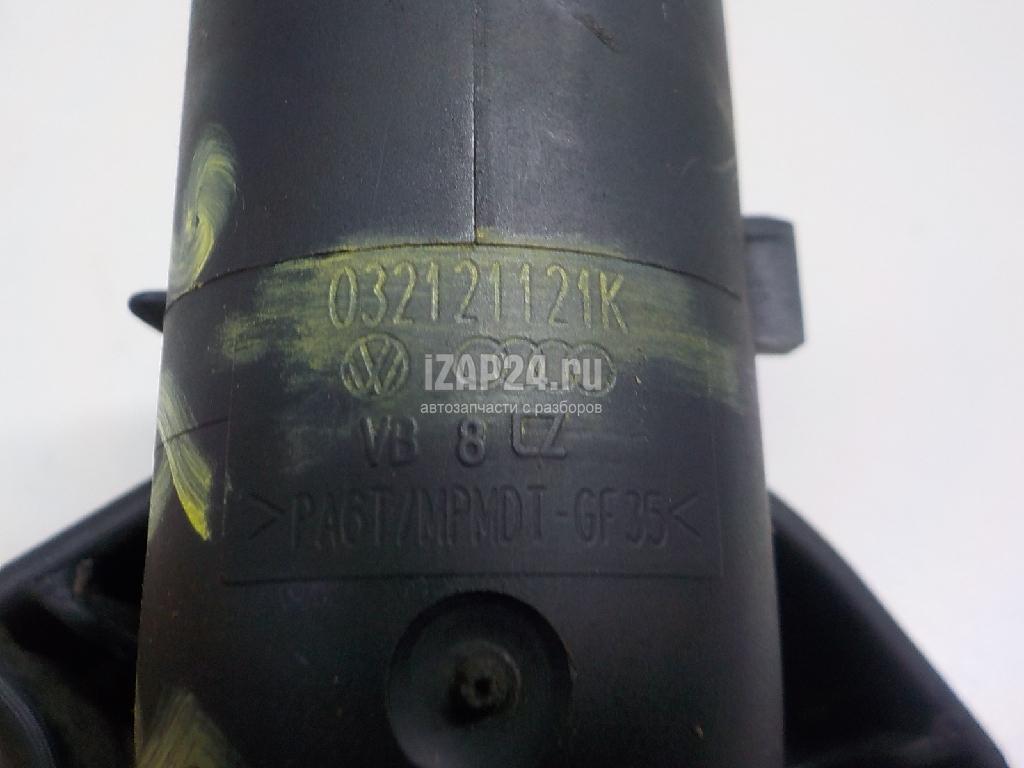 032121121K
iZAP24.ru
автозапчасти с разборов
VB 8 CZ
>PA6T/MPMDT-GF35<